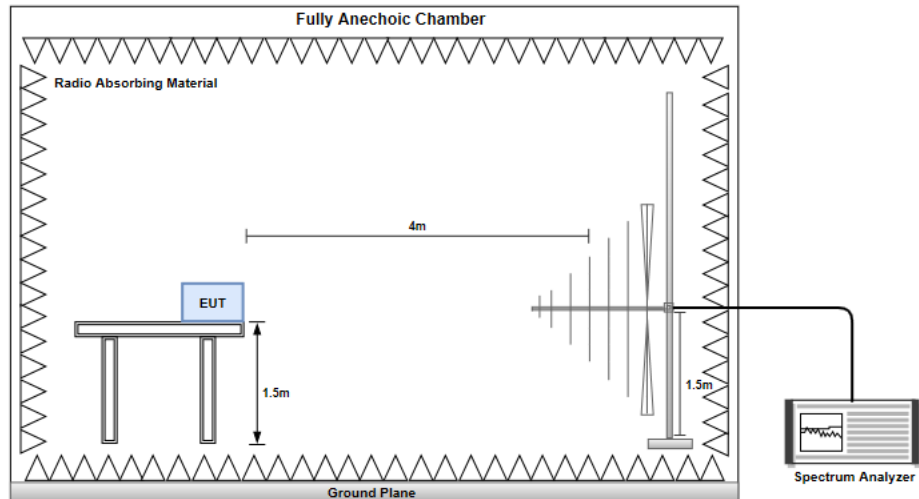 Fully Anechoic Chamber
Radio Absorbing Material
4m
EUT
1.5m
1.5m
Spectrum Analyzer
Ground Plane